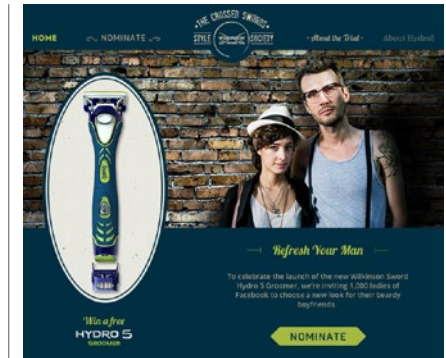 THE CROSSED SWORDS
STYLE SOCIETY
HOME
NOMINATE
About the Trial
About Hydro5
Refresh Your Man
To celebrate the launch of the new Wilkinson Sword
Hydro 5 Groomer, we're inviting 1,000 ladies of
Facebook to choose a new look for their beardy
boyfriends.
Win a free
HYDRO 5
GROOMER
NOMINATE